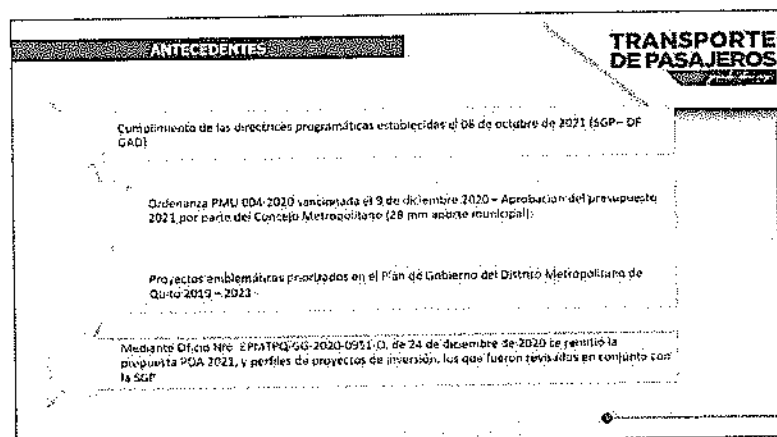 ANTECEDENTES
TRANSPORTE
DE PASAJEROS
Cumplimiento de las directrices programáticas establecidas el 08 de octubre de 2021 (SGP – DF
GAD)
Ordenanza PMU 004-2020 sancionada el 9 de diciembre 2020 – Aprobación del presupuesto
2021 por parte del Concejo Metropolitano (28 mm aporte municipal)
Proyectos emblemáticos priorizados en el Plan de Gobierno del Distrito Metropolitano de
Quito 2019 – 2023
Mediante Oficio Nro. EPMTPQ-GG-2020-0951-O, de 24 de diciembre de 2020 se remitió la
propuesta POA 2021, y perfiles de proyectos de inversión, los que fueron revisados en conjunto con
la SGP